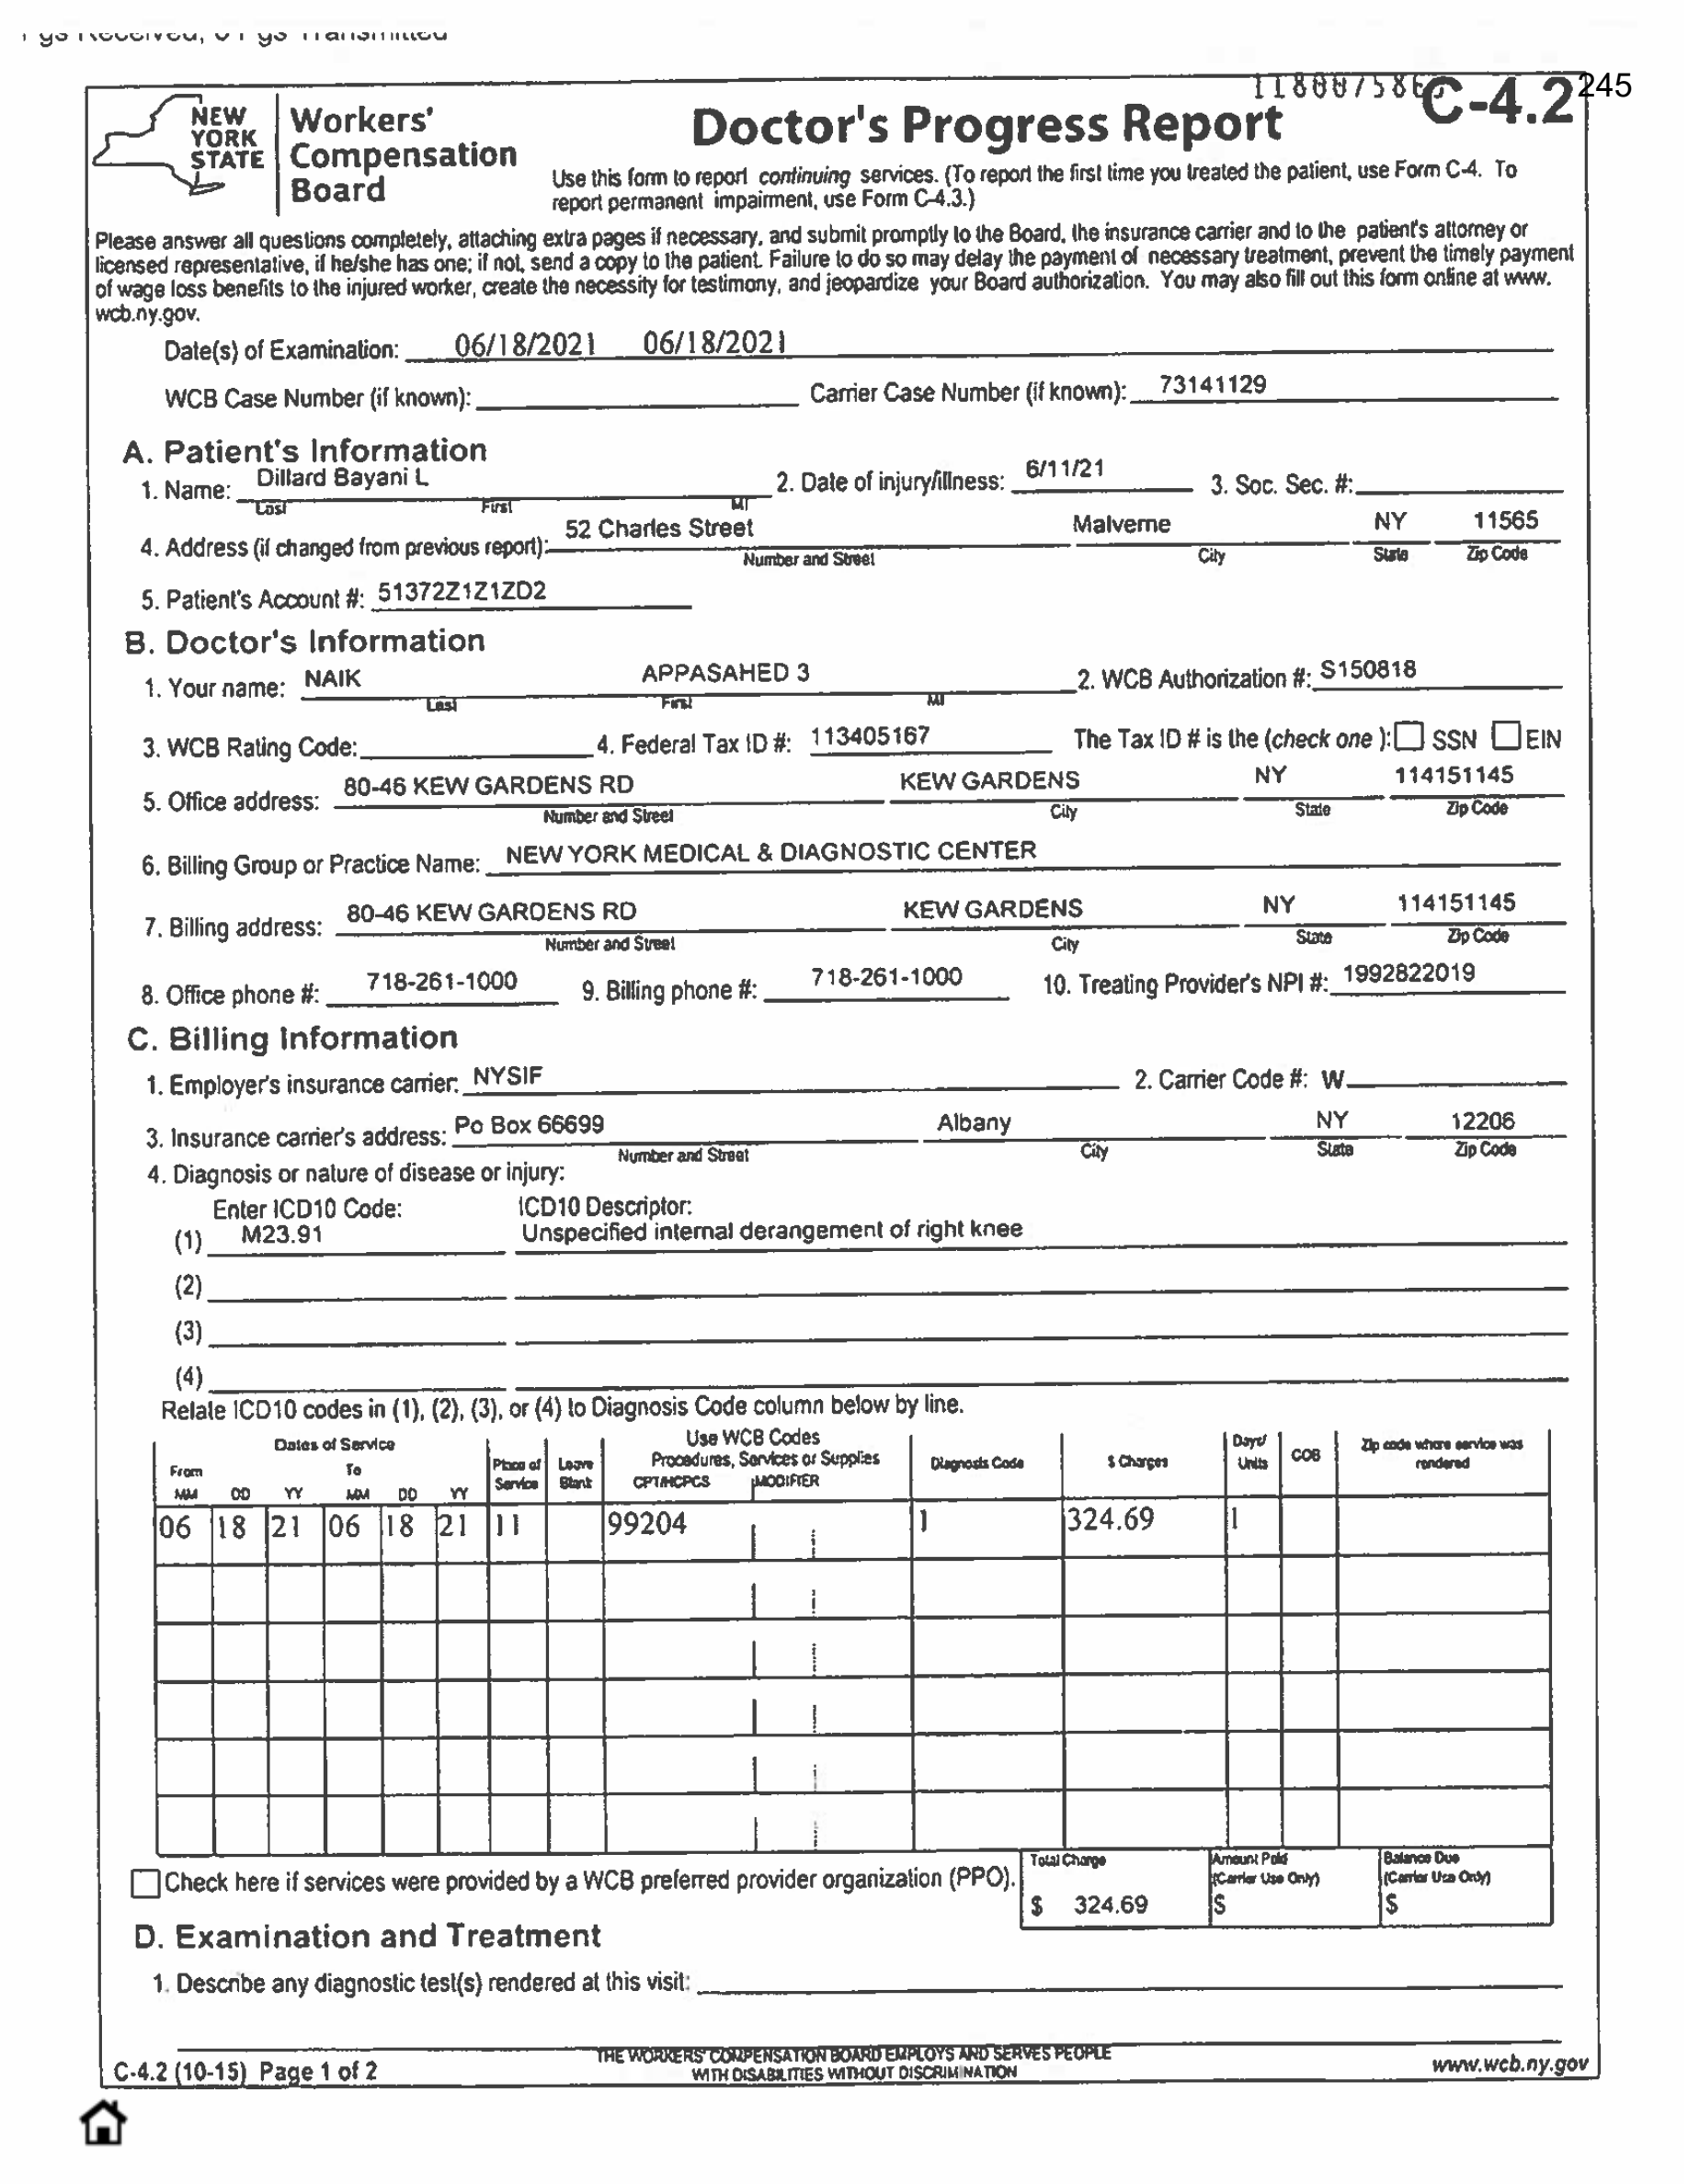 245
C-4.2
NEW YORK STATE
Workers' Compensation Board
Doctor's Progress Report
Use this form to report continuing services. (To report the first time you treated the patient, use Form C-4. To
report permanent impairment, use Form C-4.3.)
Please answer all questions completely, attaching extra pages if necessary, and submit promptly to the Board, the insurance carrier and to the patient's attorney or
licensed representative, if he/she has one; if not, send a copy to the patient. Failure to do so may delay the payment of necessary treatment, prevent the timely payment
of wage loss benefits to the injured worker, create the necessity for testimony, and jeopardize your Board authorization. You may also fill out this form online at www.
wcb.ny.gov.
Date(s) of Examination: 06/18/2021 06/18/2021
WCB Case Number (if known): Carrier Case Number (if known): 73141129
A. Patient's Information
1. Name: Dillard Bayani L 2. Date of injury/illness: 6/11/21 3. Soc. Sec. #:
Last First MI
4. Address (if changed from previous report): 52 Charles Street Malverne NY 11565
Number and Street City State Zip Code
5. Patient's Account #: 51372Z1Z1ZD2
B. Doctor's Information
1. Your name: NAIK APPASAHED 3 2. WCB Authorization #: S150818
Last First MI
3. WCB Rating Code: 4. Federal Tax ID #: 113405167 The Tax ID # is the (check one ): SSN EIN
5. Office address: 80-46 KEW GARDENS RD KEW GARDENS NY 114151145
Number and Street City State Zip Code
6. Billing Group or Practice Name: NEW YORK MEDICAL & DIAGNOSTIC CENTER
7. Billing address: 80-46 KEW GARDENS RD KEW GARDENS NY 114151145
Number and Street City State Zip Code
8. Office phone #: 718-261-1000 9. Billing phone #: 718-261-1000 10. Treating Provider's NPI #: 1992822019
C. Billing Information
1. Employer's insurance carrier: NYSIF 2. Carrier Code #: W
3. Insurance carrier's address: Po Box 66699 Albany NY 12206
Number and Street City State Zip Code
4. Diagnosis or nature of disease or injury:
Enter ICD10 Code: ICD10 Descriptor:
(1) M23.91 Unspecified internal derangement of right knee
(2)
(3)
(4)
Relate ICD10 codes in (1), (2), (3), or (4) to Diagnosis Code column below by line.
Dates of Service Use WCB Codes
From To Place of Service Leave Blank Procedures, Services or Supplies Diagnosis Code $ Charges Days/ Units COB Zip code where service was rendered
MM DD YY MM DD YY CPT/HCPCS MODIFIER
06 18 21 06 18 21 11 99204 1 324.69 1
Check here if services were provided by a WCB preferred provider organization (PPO).
Total Charge Amount Paid (Carrier Use Only) Balance Due (Carrier Use Only)
$ 324.69 $ $
D. Examination and Treatment
1. Describe any diagnostic test(s) rendered at this visit:
THE WORKERS' COMPENSATION BOARD EMPLOYS AND SERVES PEOPLE
WITH DISABILITIES WITHOUT DISCRIMINATION
C-4.2 (10-15) Page 1 of 2 www.wcb.ny.gov